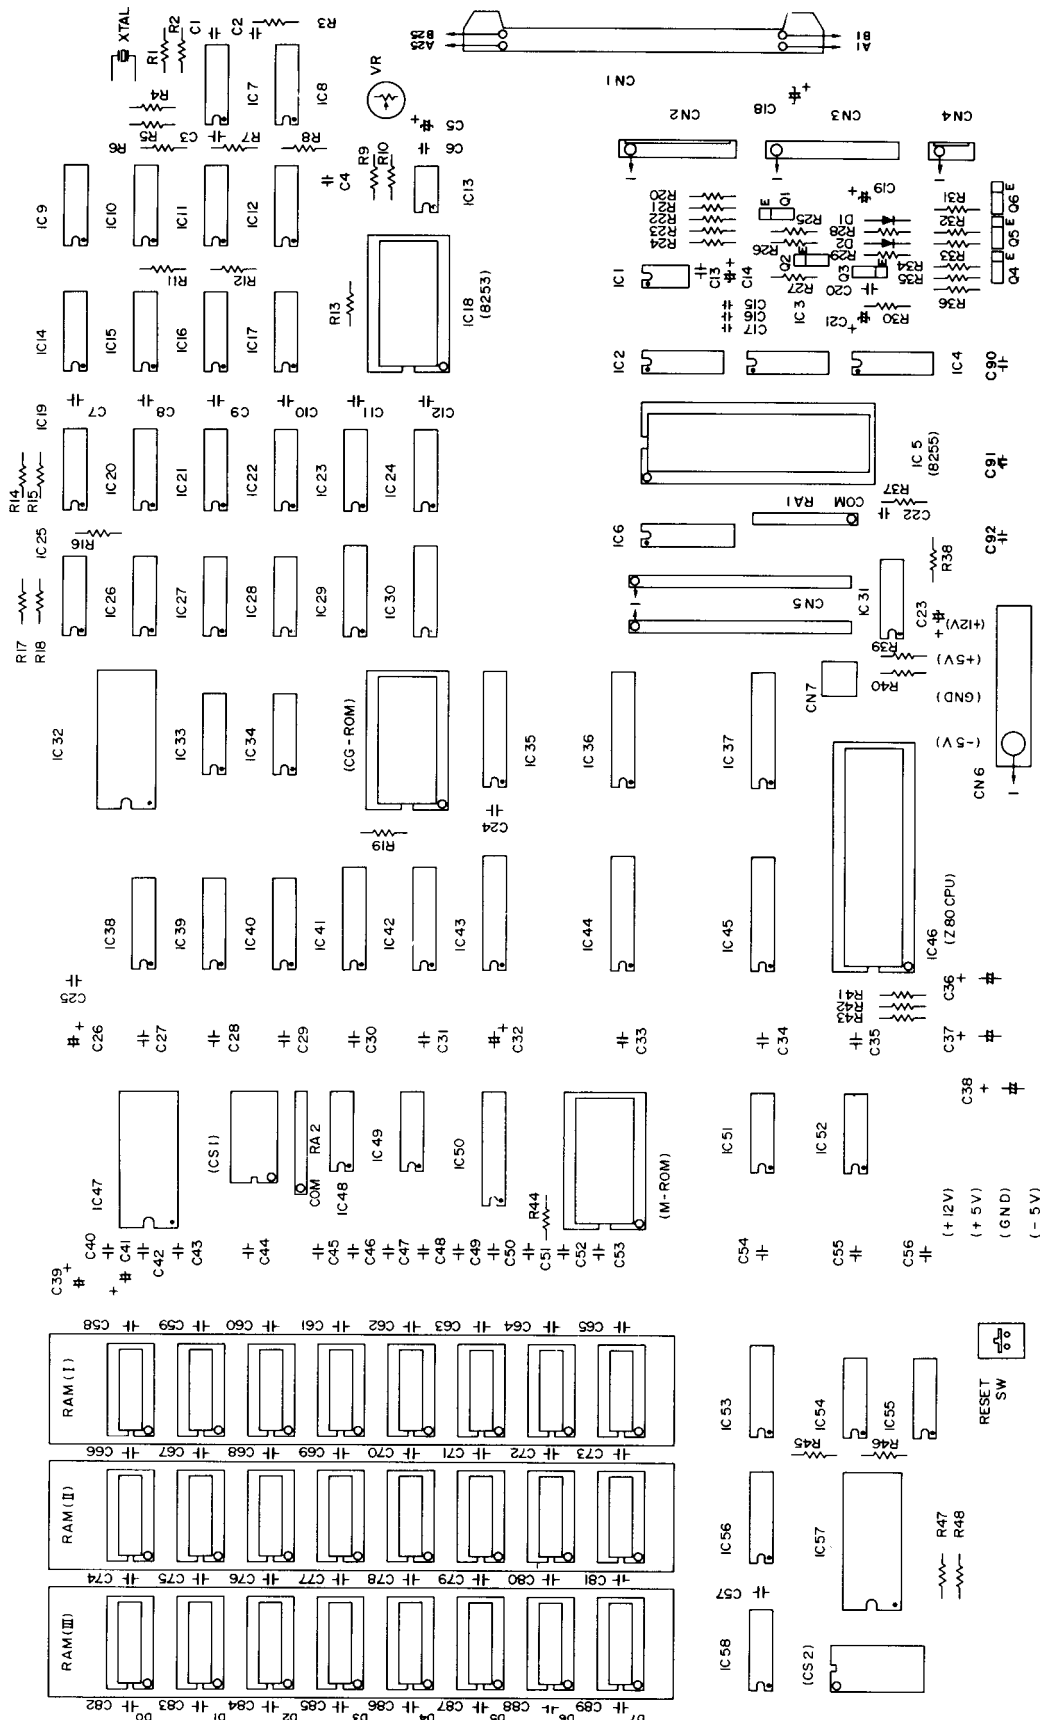 XTAL
R1
R2
C1
C2
R3
B25
A25
B1
A1
R4
R5
IC7
IC8
VR
CN1
C18
R6
C3
R7
R8
C5
C6
CN2
CN3
CN4
IC9
IC10
IC11
IC12
C4
R9
R10
IC13
I
I
I
R20
R21
R22
R23
R24
E
Q1
R25
R26
C19
D1
R28
D2
R29
R31
R32
R33
R34
R35
R36
E
Q6
E
Q5
E
Q4
R11
R12
IC1
C13
C14
Q2
E
R27
Q3
E
C20
IC14
IC15
IC16
IC17
R13
IC18
(8253)
C15
C16
C17
IC3
C21
R30
IC2
IC4
C90
IC19
C7
C8
C9
C10
C11
C12
R14
R15
IC20
IC21
IC22
IC23
IC24
IC5
(8255)
C91
IC25
R16
IC6
RA1
COM
R37
C22
C92
R17
R18
IC26
IC27
IC28
IC29
IC30
I
CN5
IC31
R38
C23
(+12V)
R39
R40
(+5V)
CN7
(GND)
(-5V)
CN6
I
IC32
IC33
IC34
(CG-ROM)
IC35
IC36
IC37
R19
C24
IC38
IC39
IC40
IC41
IC42
IC43
IC44
IC45
IC46
(Z80CPU)
C25
R41
R42
R43
C36
C26
C27
C28
C29
C30
C31
C32
C33
C34
C35
C37
C38
IC47
(CS1)
COM
RA2
IC48
IC49
IC50
(M-ROM)
IC51
IC52
R44
(+12V)
(+5V)
(GND)
(-5V)
C39
C40
C41
C42
C43
C44
C45
C46
C47
C48
C49
C50
C51
C52
C53
C54
C55
C56
C58
C59
C60
C61
C62
C63
C64
C65
RAM(I)
IC53
IC54
IC55
RESET
SW
C66
C67
C68
C69
C70
C71
C72
C73
R45
R46
RAM(II)
IC56
IC57
R47
R48
C74
C75
C76
C77
C78
C79
C80
C81
C57
RAM(III)
IC58
(CS2)
C82
C83
C84
C85
C86
C87
C88
C89
D0
D1
D2
D3
D4
D5
D6
D7